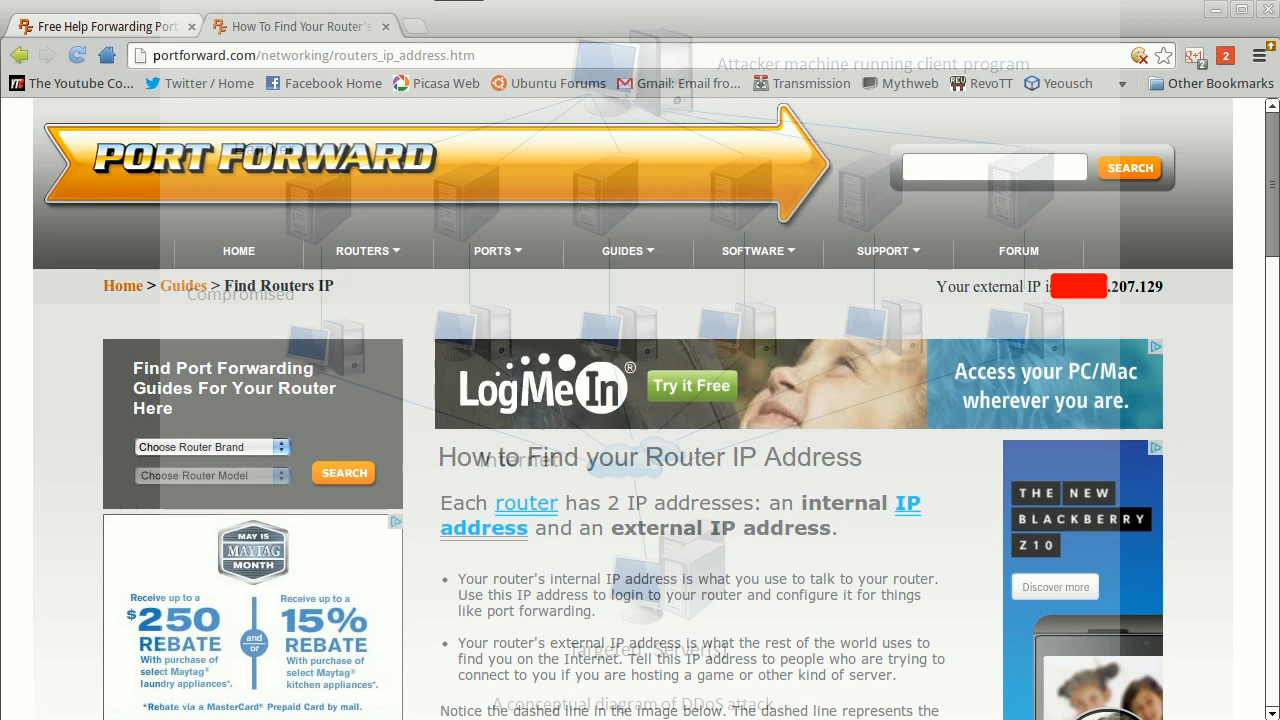 Free Help Forwarding Port
How To Find Your Router's
portforward.com/networking/routers_ip_address.htm
2
2
Attacker machine running client program
The Youtube Co...
Twitter / Home
Facebook Home
Picasa Web
Ubuntu Forums
Gmail: Email fro...
Transmission
Mythweb
RevoTT
Yeousch
Other Bookmarks
PORT FORWARD
SEARCH
HOME
ROUTERS
PORTS
GUIDES
SOFTWARE
SUPPORT
FORUM
Home > Guides > Find Routers IP
Your external IP is .207.129
Compromised
Find Port Forwarding
Guides For Your Router
Here
Choose Router Brand
Choose Router Model
SEARCH
LogMeIn®
Try it Free
Access your PC/Mac
wherever you are.
How to Find your Router IP Address
Internet
Each router has 2 IP addresses: an internal IP
address and an external IP address.
THE NEW
BLACKBERRY
Z10
Discover more
MAY IS
MAYTAG
MONTH
Receive up to a
$250
REBATE
With purchase of
select Maytag®
laundry appliances*.
and
or
Receive up to a
15%
REBATE
With purchase of
select Maytag®
kitchen appliances*.
*Rebate via a MasterCard® Prepaid Card by mail.
• Your router's internal IP address is what you use to talk to your router.
Use this IP address to login to your router and configure it for things
like port forwarding.
• Your router's external IP address is what the rest of the world uses to
find you on the Internet. Tell this IP address to people who are trying to
connect to you if you are hosting a game or other kind of server.
Targeted Server(s)
A conceptual diagram of DDoS attack
Notice the dashed line in the image below. The dashed line represents the